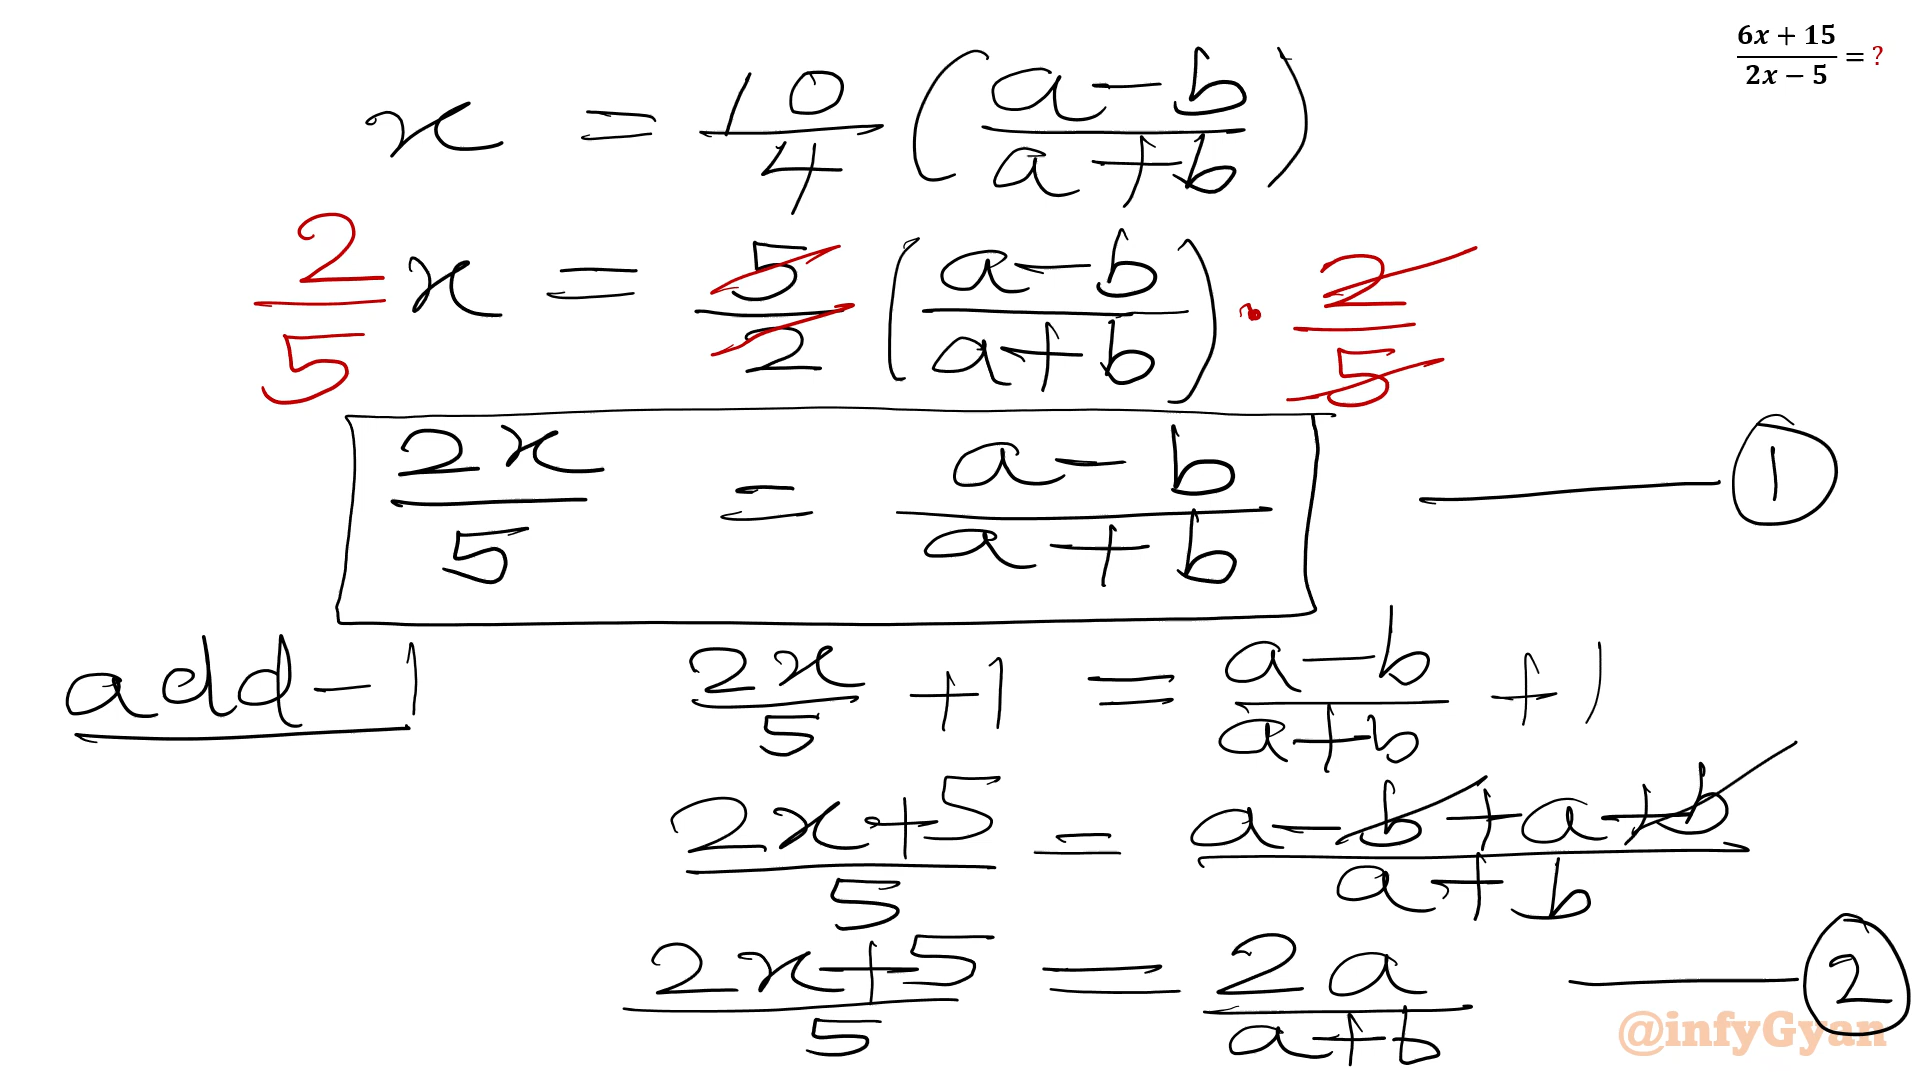 (6x + 15)/(2x − 5) = ?
x = 10/4 ((a − b)/(a + b))
2/5 x = 5/2 ((a − b)/(a + b)) · 2/5
2x/5 = (a − b)/(a + b) —— 1
add − 1 2x/5 + 1 = (a − b)/(a + b) + 1
(2x + 5)/5 = (a − b + a + b)/(a + b)
(2x + 5)/5 = 2a/(a + b) —— 2
@infyGyan